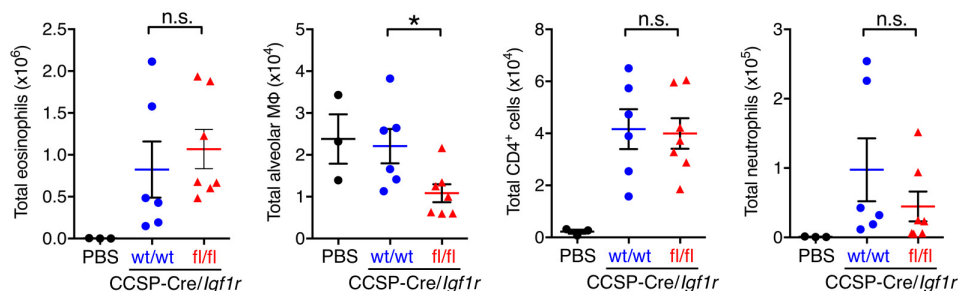 n.s.
Total eosinophils (x10⁶)
2.5
2.0
1.5
1.0
0.5
0.0
PBS wt/wt fl/fl
CCSP-Cre/Igf1r
*
Total alveolar MΦ (x10⁴)
5
4
3
2
1
0
PBS wt/wt fl/fl
CCSP-Cre/Igf1r
n.s.
Total CD4⁺ cells (x10⁴)
8
6
4
2
0
PBS wt/wt fl/fl
CCSP-Cre/Igf1r
n.s.
Total neutrophils (x10⁵)
3
2
1
0
PBS wt/wt fl/fl
CCSP-Cre/Igf1r